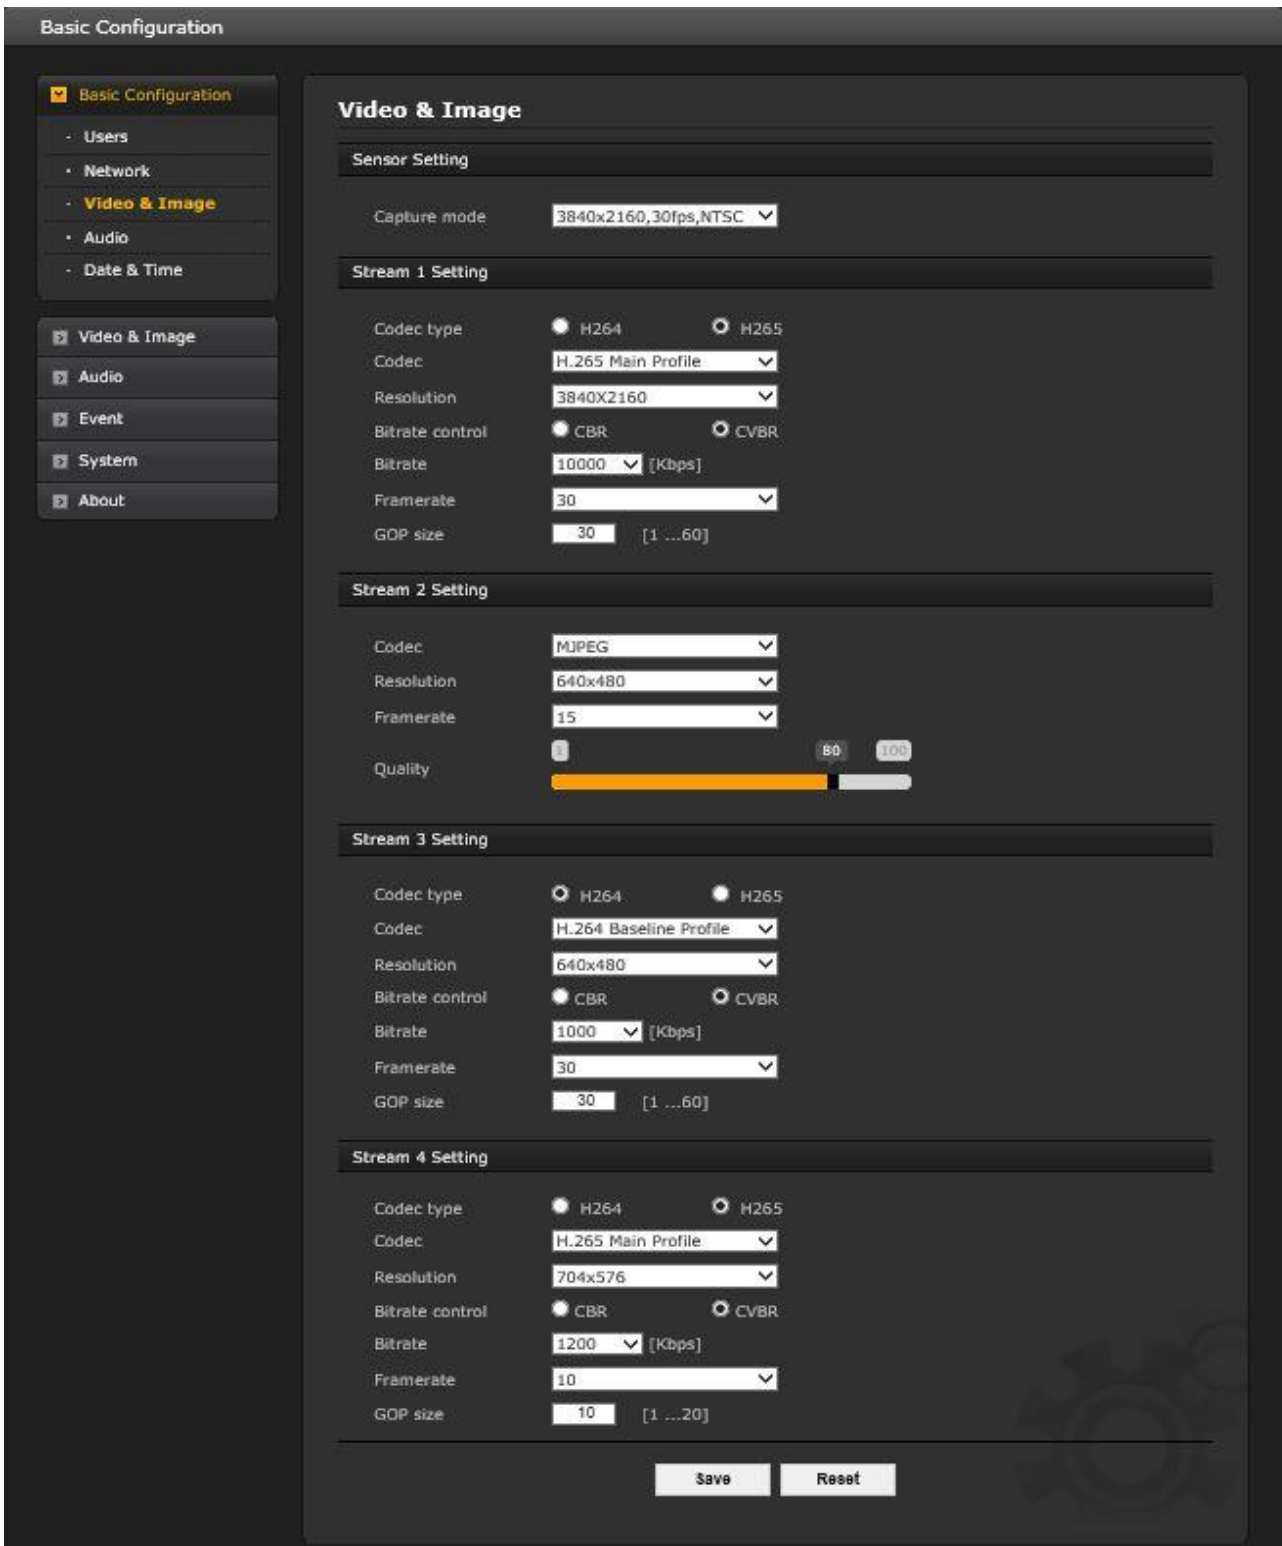 Basic Configuration
Basic Configuration
- Users
· Network
- Video & Image
· Audio
- Date & Time
Video & Image
Audio
Event
System
About
Video & Image
Sensor Setting
Capture mode 3840x2160,30fps,NTSC
Stream 1 Setting
Codec type H264 H265
Codec H.265 Main Profile
Resolution 3840X2160
Bitrate control CBR CVBR
Bitrate 10000 [Kbps]
Framerate 30
GOP size 30 [1 ...60]
Stream 2 Setting
Codec MJPEG
Resolution 640x480
Framerate 15
1 80 100
Quality
Stream 3 Setting
Codec type H264 H265
Codec H.264 Baseline Profile
Resolution 640x480
Bitrate control CBR CVBR
Bitrate 1000 [Kbps]
Framerate 30
GOP size 30 [1 ...60]
Stream 4 Setting
Codec type H264 H265
Codec H.265 Main Profile
Resolution 704x576
Bitrate control CBR CVBR
Bitrate 1200 [Kbps]
Framerate 10
GOP size 10 [1 ...20]
Save Reset